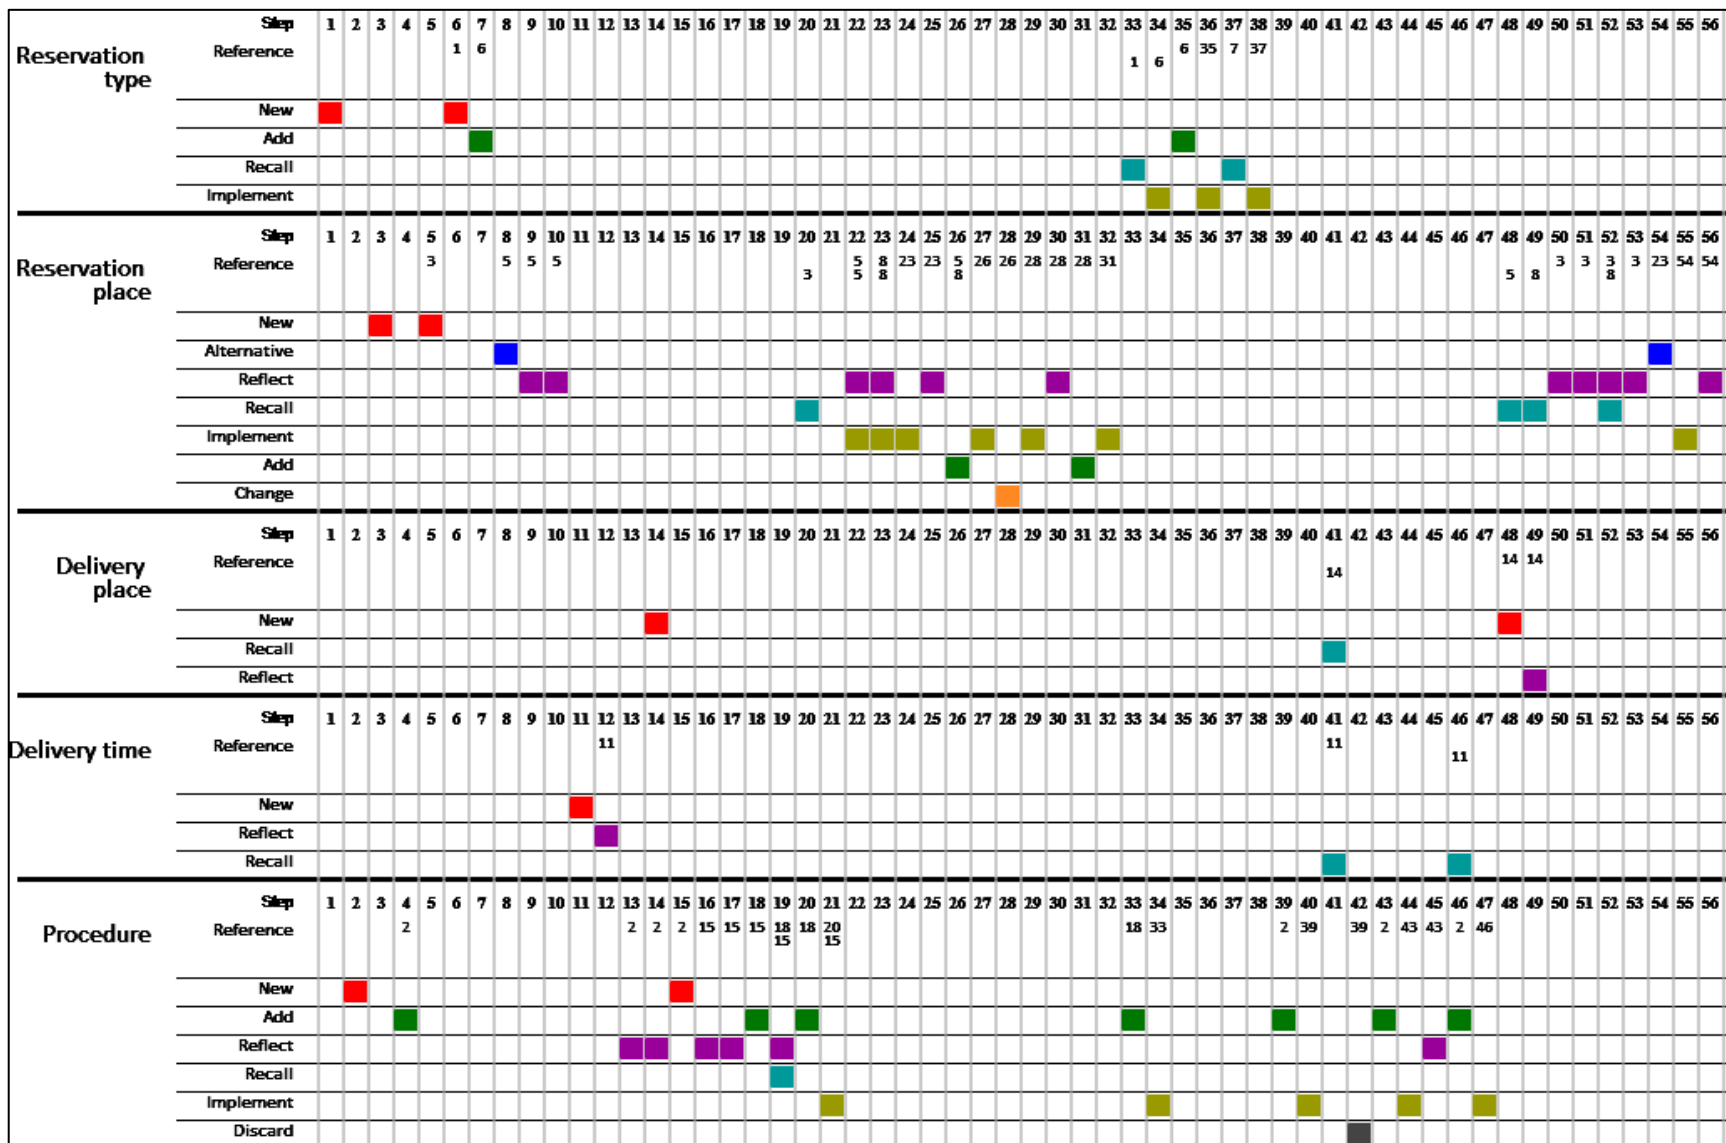 Step 1 2 3 4 5 6 7 8 9 10 11 12 13 14 15 16 17 18 19 20 21 22 23 24 25 26 27 28 29 30 31 32 33 34 35 36 37 38 39 40 41 42 43 44 45 46 47 48 49 50 51 52 53 54 55 56
Reservation type
Reference 1 6 1 6 6 35 7 37
New
Add
Recall
Implement
Step 1 2 3 4 5 6 7 8 9 10 11 12 13 14 15 16 17 18 19 20 21 22 23 24 25 26 27 28 29 30 31 32 33 34 35 36 37 38 39 40 41 42 43 44 45 46 47 48 49 50 51 52 53 54 55 56
Reservation place
Reference 3 5 5 5 3 5 8 23 23 5 26 26 28 28 28 31 5 8 3 3 3 3 23 54 54
5 8 8 8
New
Alternative
Reflect
Recall
Implement
Add
Change
Step 1 2 3 4 5 6 7 8 9 10 11 12 13 14 15 16 17 18 19 20 21 22 23 24 25 26 27 28 29 30 31 32 33 34 35 36 37 38 39 40 41 42 43 44 45 46 47 48 49 50 51 52 53 54 55 56
Delivery place
Reference 14 14 14
New
Recall
Reflect
Step 1 2 3 4 5 6 7 8 9 10 11 12 13 14 15 16 17 18 19 20 21 22 23 24 25 26 27 28 29 30 31 32 33 34 35 36 37 38 39 40 41 42 43 44 45 46 47 48 49 50 51 52 53 54 55 56
Delivery time
Reference 11 11 11
New
Reflect
Recall
Step 1 2 3 4 5 6 7 8 9 10 11 12 13 14 15 16 17 18 19 20 21 22 23 24 25 26 27 28 29 30 31 32 33 34 35 36 37 38 39 40 41 42 43 44 45 46 47 48 49 50 51 52 53 54 55 56
Procedure
Reference 2 2 2 2 15 15 15 18 18 20 18 33 2 39 39 2 43 43 2 46
15 15
New
Add
Reflect
Recall
Implement
Discard